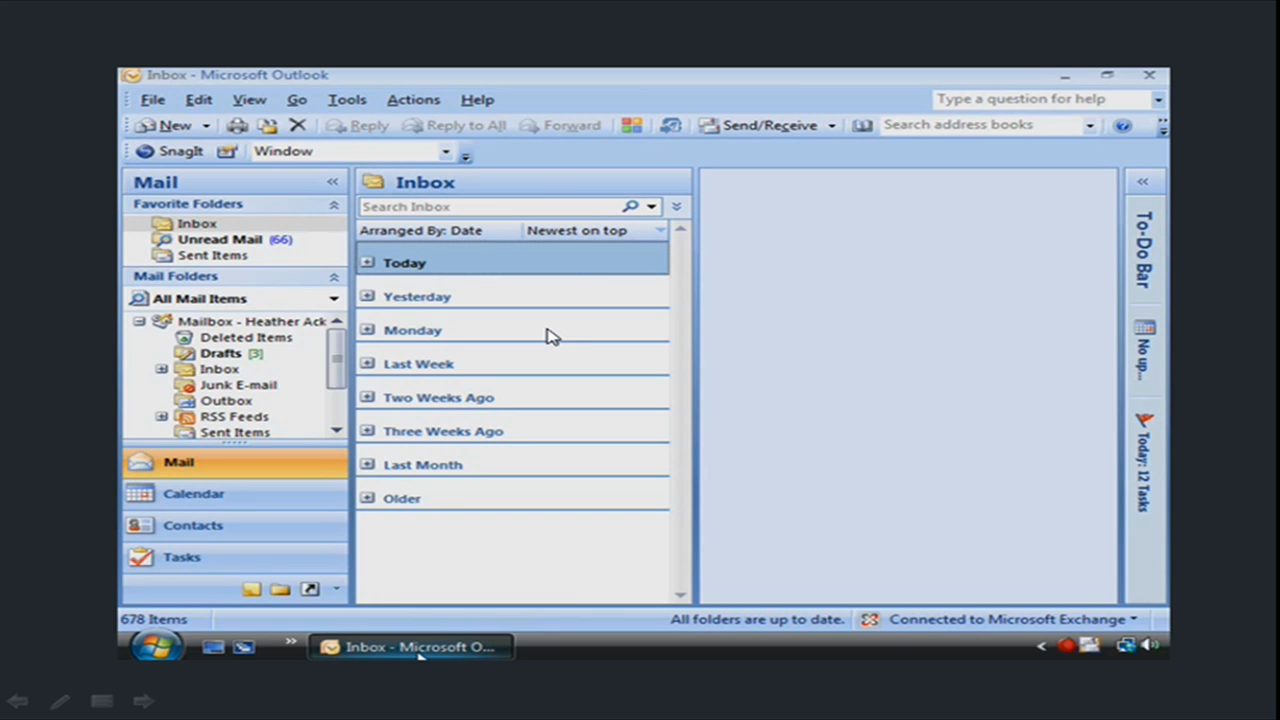 Inbox - Microsoft Outlook
File Edit View Go Tools Actions Help Type a question for help
New Reply Reply to All Forward Send/Receive Search address books
SnagIt Window
Mail
Favorite Folders
Inbox
Unread Mail (66)
Sent Items
Mail Folders
All Mail Items
Mailbox - Heather Ack
Deleted Items
Drafts [3]
Inbox
Junk E-mail
Outbox
RSS Feeds
Sent Items
Mail
Calendar
Contacts
Tasks
Inbox
Search Inbox
Arranged By: Date Newest on top
Today
Yesterday
Monday
Last Week
Two Weeks Ago
Three Weeks Ago
Last Month
Older
To-Do Bar
No up...
Today: 12 Tasks
678 Items All folders are up to date. Connected to Microsoft Exchange
Inbox - Microsoft O...